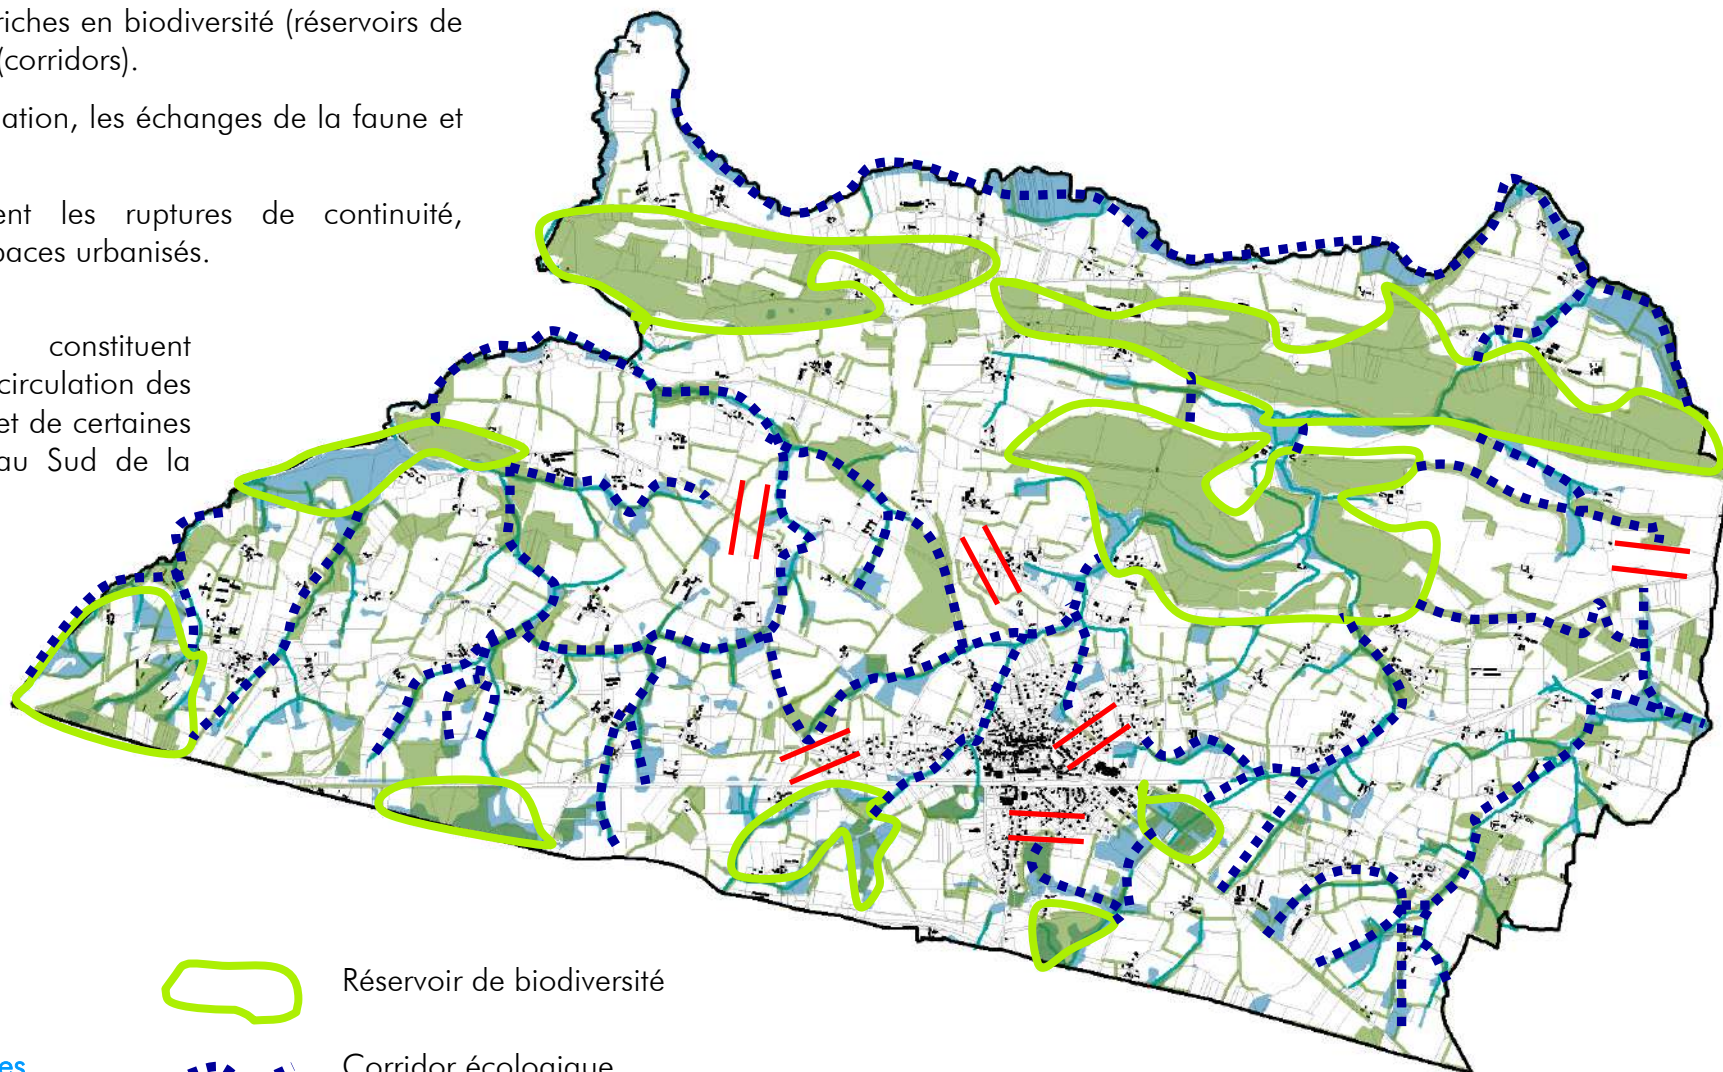 riches en biodiversité (réservoirs de
(corridors).
ation, les échanges de la faune et
ent les ruptures de continuité,
paces urbanisés.
constituent
circulation des
et de certaines
au Sud de la
Réservoir de biodiversité
Corridor écologique
es